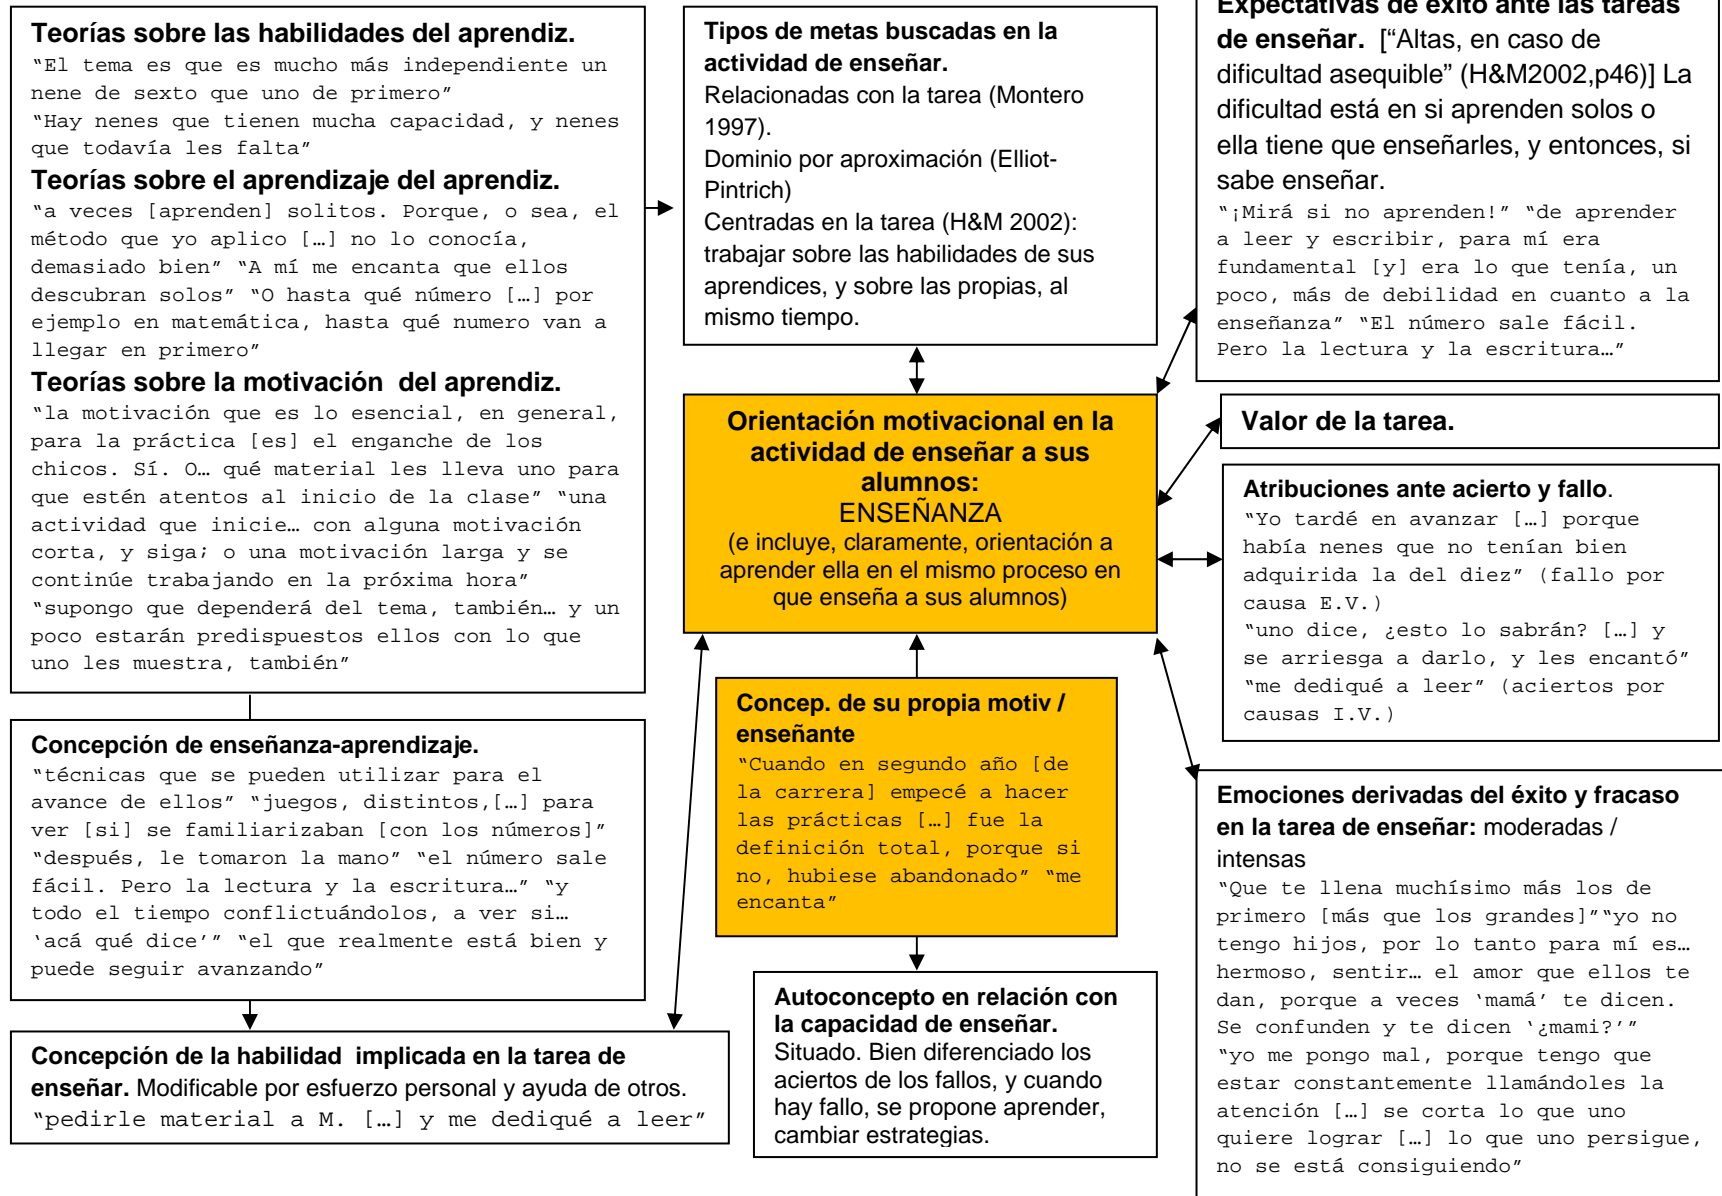 Teorías sobre las habilidades del aprendiz.
“El tema es que es mucho más independiente un
nene de sexto que uno de primero”
“Hay nenes que tienen mucha capacidad, y nenes
que todavía les falta”
Teorías sobre el aprendizaje del aprendiz.
“a veces [aprenden] solitos. Porque, o sea, el
método que yo aplico […] no lo conocía,
demasiado bien” “A mí me encanta que ellos
descubran solos” “O hasta qué número […] por
ejemplo en matemática, hasta qué numero van a
llegar en primero”
Teorías sobre la motivación del aprendiz.
“la motivación que es lo esencial, en general,
para la práctica [es] el enganche de los
chicos. Sí. O… qué material les lleva uno para
que estén atentos al inicio de la clase” “una
actividad que inicie… con alguna motivación
corta, y siga; o una motivación larga y se
continúe trabajando en la próxima hora”
“supongo que dependerá del tema, también… y un
poco estarán predispuestos ellos con lo que
uno les muestra, también”
Concepción de enseñanza-aprendizaje.
“técnicas que se pueden utilizar para el
avance de ellos” “juegos, distintos,[…] para
ver [si] se familiarizaban [con los números]”
“después, le tomaron la mano” “el número sale
fácil. Pero la lectura y la escritura…” “y
todo el tiempo conflictuándolos, a ver si…
‘acá qué dice’” “el que realmente está bien y
puede seguir avanzando”
Concepción de la habilidad implicada en la tarea de
enseñar. Modificable por esfuerzo personal y ayuda de otros.
“pedirle material a M. […] y me dediqué a leer”
Tipos de metas buscadas en la
actividad de enseñar.
Relacionadas con la tarea (Montero
1997).
Dominio por aproximación (Elliot-
Pintrich)
Centradas en la tarea (H&M 2002):
trabajar sobre las habilidades de sus
aprendices, y sobre las propias, al
mismo tiempo.
Orientación motivacional en la
actividad de enseñar a sus
alumnos:
ENSEÑANZA
(e incluye, claramente, orientación a
aprender ella en el mismo proceso en
que enseña a sus alumnos)
Concep. de su propia motiv /
enseñante
“Cuando en segundo año [de
la carrera] empecé a hacer
las prácticas […] fue la
definición total, porque si
no, hubiese abandonado” “me
encanta”
Autoconcepto en relación con
la capacidad de enseñar.
Situado. Bien diferenciado los
aciertos de los fallos, y cuando
hay fallo, se propone aprender,
cambiar estrategias.
Expectativas de éxito ante las tareas
de enseñar. [“Altas, en caso de
dificultad asequible” (H&M2002,p46)] La
dificultad está en si aprenden solos o
ella tiene que enseñarles, y entonces, si
sabe enseñar.
“¡Mirá si no aprenden!” “de aprender
a leer y escribir, para mí era
fundamental [y] era lo que tenía, un
poco, más de debilidad en cuanto a la
enseñanza” “El número sale fácil.
Pero la lectura y la escritura…”
Valor de la tarea.
Atribuciones ante acierto y fallo.
“Yo tardé en avanzar […] porque
había nenes que no tenían bien
adquirida la del diez” (fallo por
causa E.V.)
“uno dice, ¿esto lo sabrán? […] y
se arriesga a darlo, y les encantó”
“me dediqué a leer” (aciertos por
causas I.V.)
Emociones derivadas del éxito y fracaso
en la tarea de enseñar: moderadas /
intensas
“Que te llena muchísimo más los de
primero [más que los grandes]”“yo no
tengo hijos, por lo tanto para mí es…
hermoso, sentir… el amor que ellos te
dan, porque a veces ‘mamá’ te dicen.
Se confunden y te dicen ‘¿mami?’”
“yo me pongo mal, porque tengo que
estar constantemente llamándoles la
atención […] se corta lo que uno
quiere lograr […] lo que uno persigue,
no se está consiguiendo”